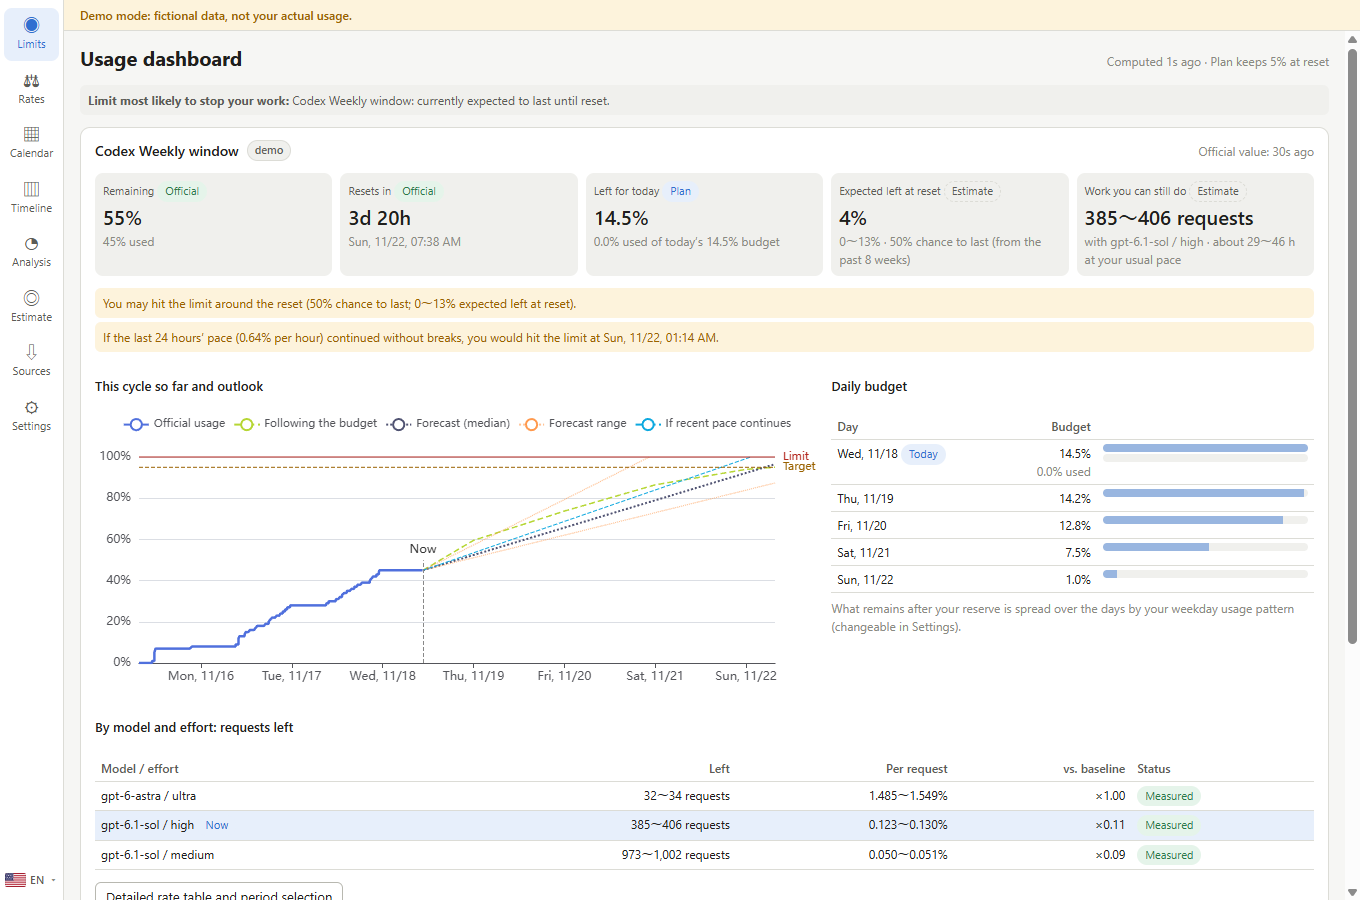 Demo mode: fictional data, not your actual usage.
Limits
Rates
Calendar
Timeline
Analysis
Estimate
Sources
Settings
EN
Usage dashboard
Computed 1s ago · Plan keeps 5% at reset
Limit most likely to stop your work: Codex Weekly window: currently expected to last until reset.
Codex Weekly window demo
Official value: 30s ago
Remaining Official
55%
45% used
Resets in Official
3d 20h
Sun, 11/22, 07:38 AM
Left for today Plan
14.5%
0.0% used of today's 14.5% budget
Expected left at reset Estimate
4%
0〜13% · 50% chance to last (from the
past 8 weeks)
Work you can still do Estimate
385〜406 requests
with gpt-6.1-sol / high · about 29〜46 h
at your usual pace
You may hit the limit around the reset (50% chance to last; 0〜13% expected left at reset).
If the last 24 hours' pace (0.64% per hour) continued without breaks, you would hit the limit at Sun, 11/22, 01:14 AM.
This cycle so far and outlook
Official usage Following the budget Forecast (median) Forecast range If recent pace continues
100%
80%
60%
40%
20%
0%
Limit
Target
Now
Mon, 11/16 Tue, 11/17 Wed, 11/18 Thu, 11/19 Fri, 11/20 Sat, 11/21 Sun, 11/22
Daily budget
Day Budget
Wed, 11/18 Today 14.5%
0.0% used
Thu, 11/19 14.2%
Fri, 11/20 12.8%
Sat, 11/21 7.5%
Sun, 11/22 1.0%
What remains after your reserve is spread over the days by your weekday usage pattern
(changeable in Settings).
By model and effort: requests left
Model / effort Left Per request vs. baseline Status
gpt-6-astra / ultra 32〜34 requests 1.485〜1.549% ×1.00 Measured
gpt-6.1-sol / high Now 385〜406 requests 0.123〜0.130% ×0.11 Measured
gpt-6.1-sol / medium 973〜1,002 requests 0.050〜0.051% ×0.09 Measured
Detailed rate table and period selection